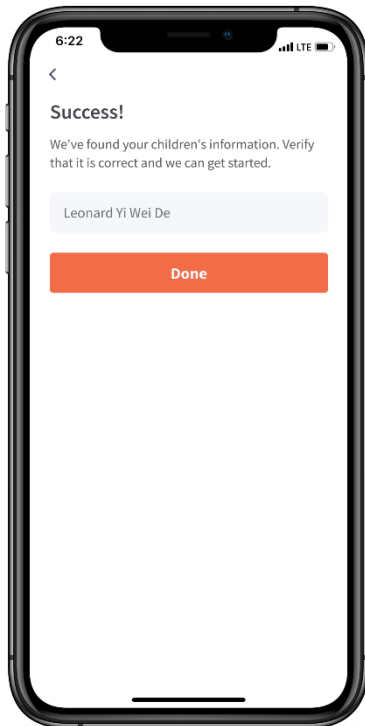 6:22
LTE
Success!
We've found your children's information. Verify
that it is correct and we can get started.
Leonard Yi Wei De
Done